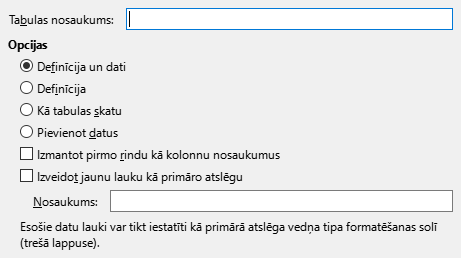 Tabulas nosaukums:
Opcijas
Definīcija un dati
Definīcija
Kā tabulas skatu
Pievienot datus
Izmantot pirmo rindu kā kolonnu nosaukumus
Izveidot jaunu lauku kā primāro atslēgu
Nosaukums:
Esošie datu lauki var tikt iestatīti kā primārā atslēga vedņa tipa formatēšanas solī
(trešā lappuse).